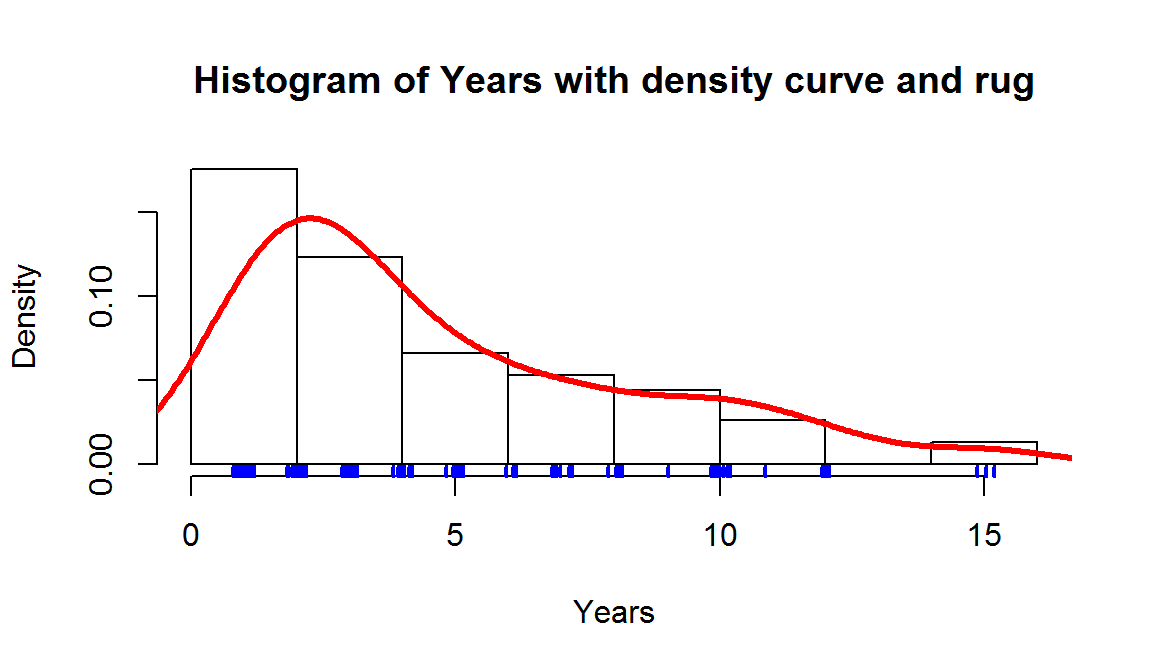 Histogram of Years with density curve and rug
Density
0.10
0.00
0 5 10 15
Years